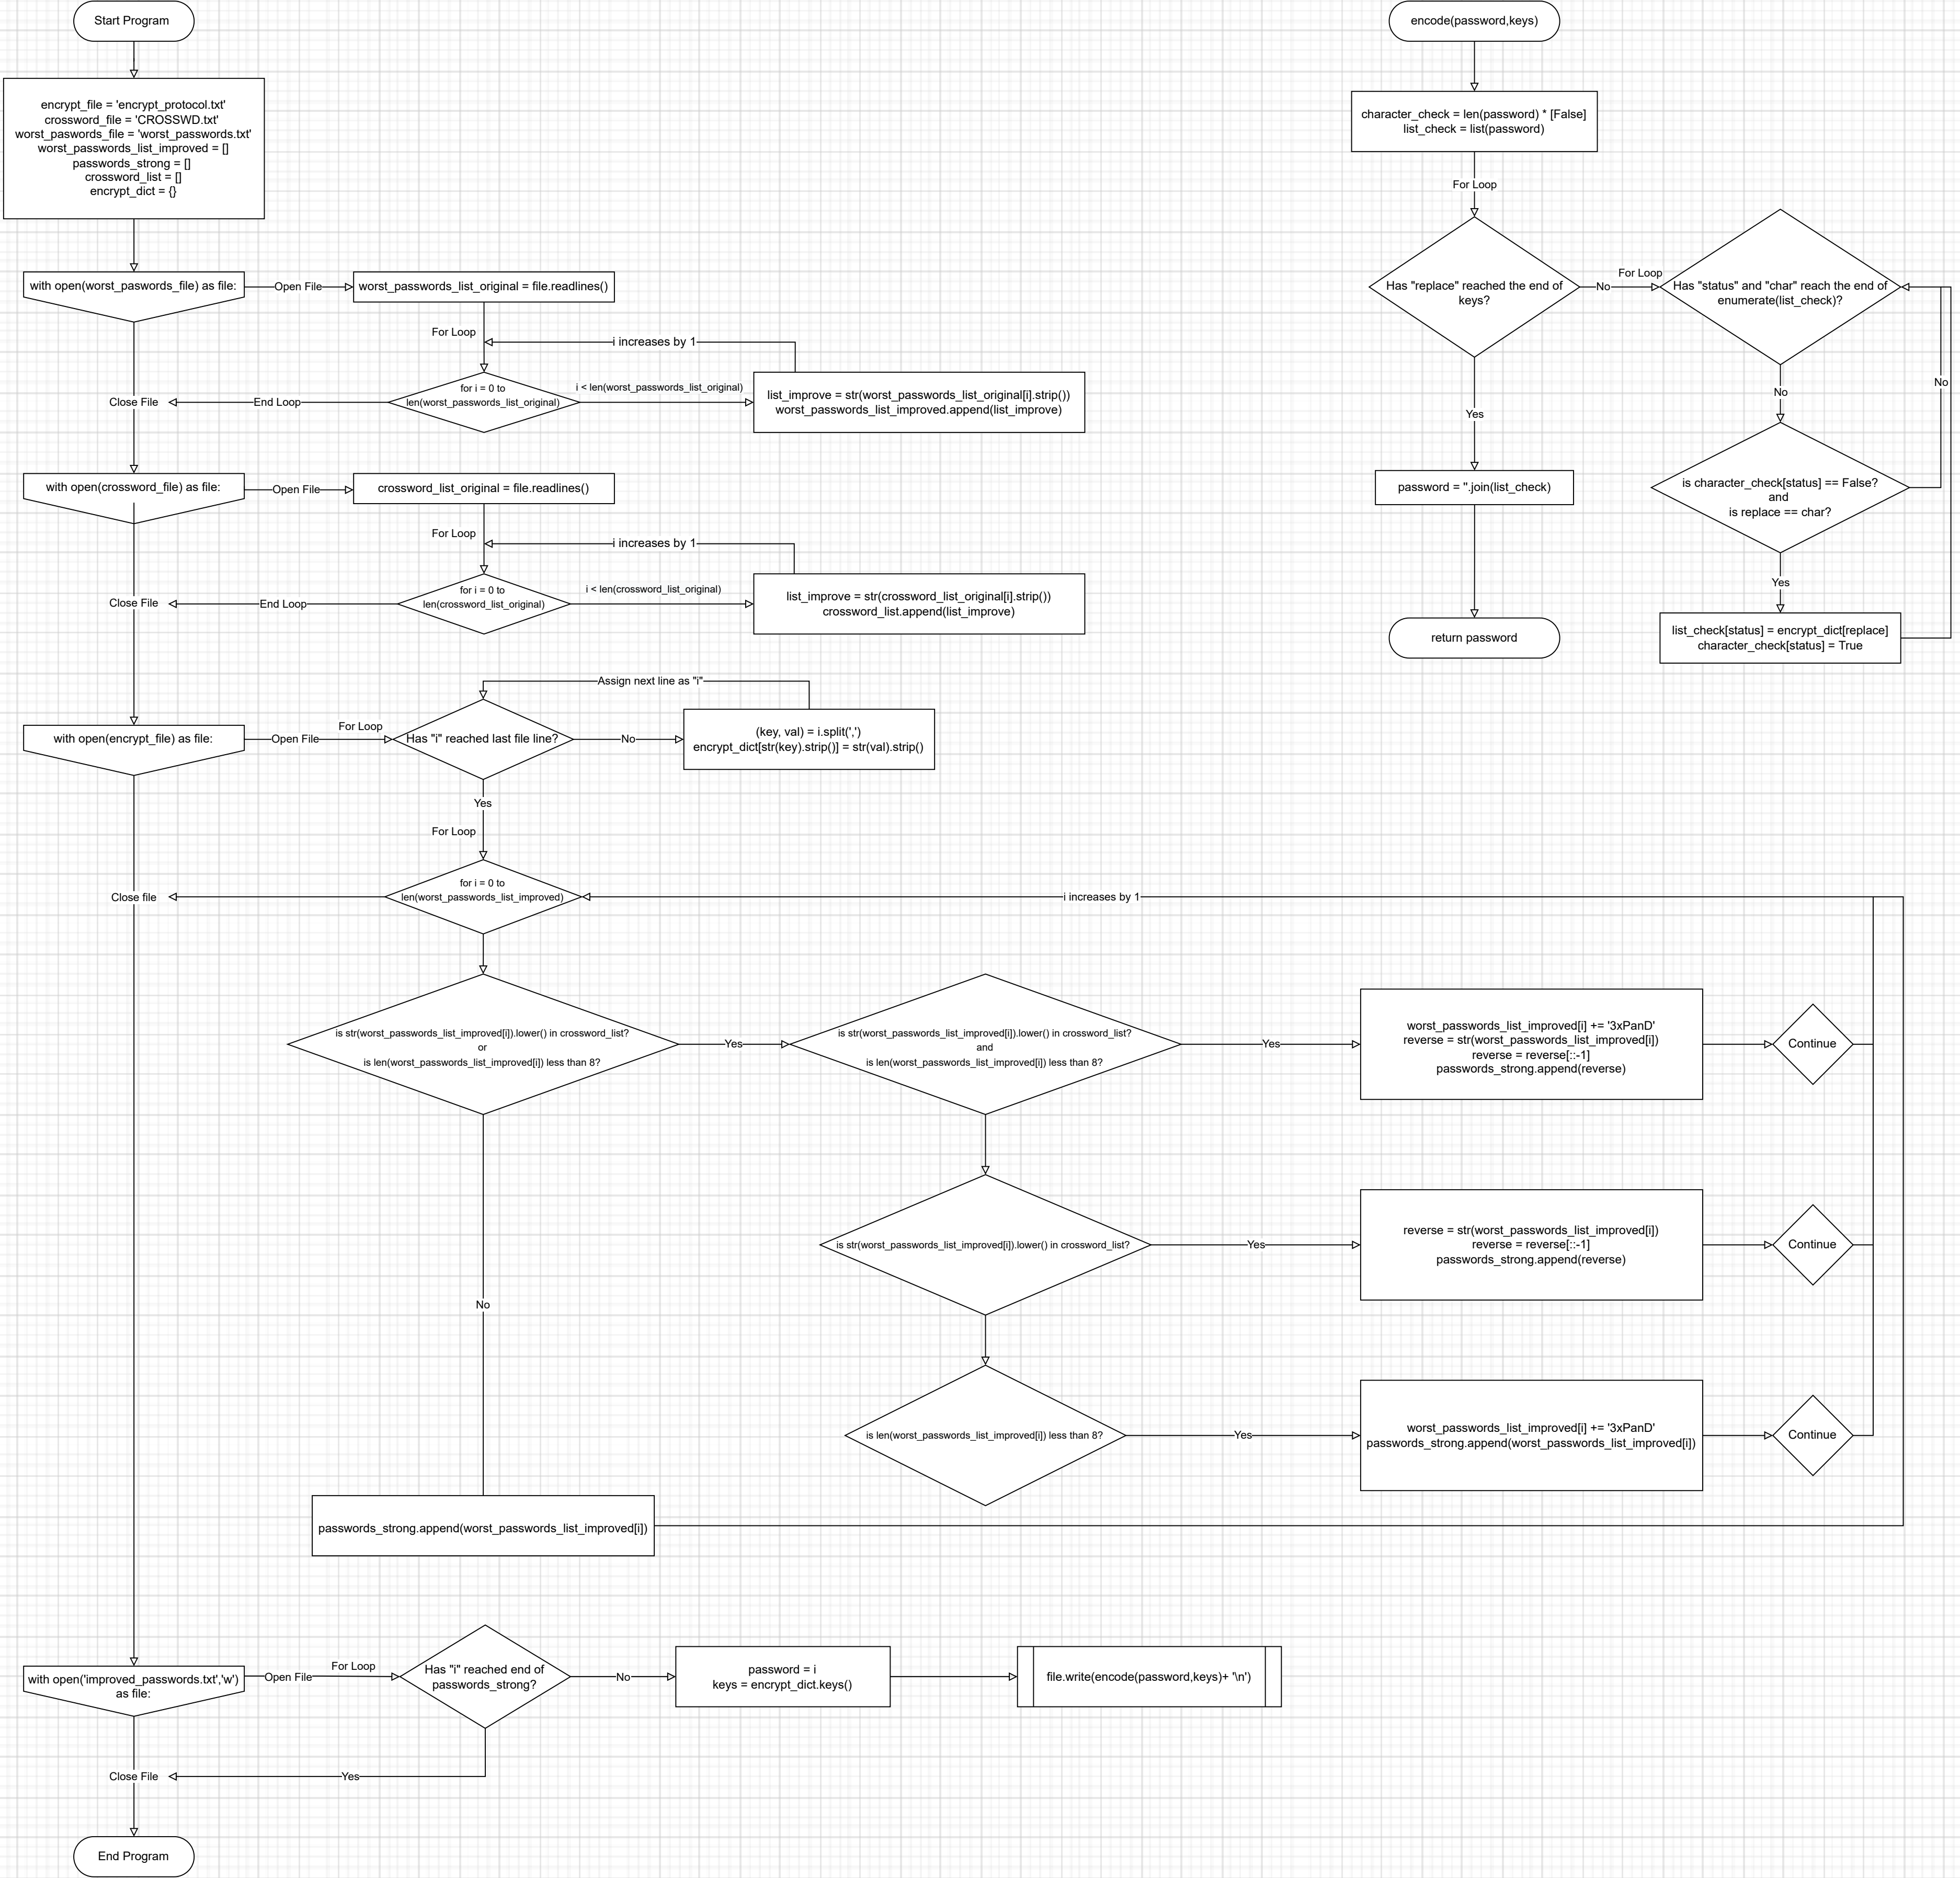 Start Program
encrypt_file = 'encrypt_protocol.txt'
crossword_file = 'CROSSWD.txt'
worst_paswords_file = 'worst_passwords.txt'
worst_passwords_list_improved = []
passwords_strong = []
crossword_list = []
encrypt_dict = {}
with open(worst_paswords_file) as file:
Open File
worst_passwords_list_original = file.readlines()
For Loop
i increases by 1
for i = 0 to
len(worst_passwords_list_original)
i < len(worst_passwords_list_original)
list_improve = str(worst_passwords_list_original[i].strip())
worst_passwords_list_improved.append(list_improve)
End Loop
Close File
with open(crossword_file) as file:
Open File
crossword_list_original = file.readlines()
For Loop
i increases by 1
for i = 0 to
len(crossword_list_original)
i < len(crossword_list_original)
list_improve = str(crossword_list_original[i].strip())
crossword_list.append(list_improve)
End Loop
Close File
with open(encrypt_file) as file:
Open File
For Loop
Has "i" reached last file line?
Assign next line as "i"
No
(key, val) = i.split(',')
encrypt_dict[str(key).strip()] = str(val).strip()
Yes
For Loop
for i = 0 to
len(worst_passwords_list_improved)
i increases by 1
Close file
is str(worst_passwords_list_improved[i]).lower() in crossword_list?
or
is len(worst_passwords_list_improved[i]) less than 8?
Yes
is str(worst_passwords_list_improved[i]).lower() in crossword_list?
and
is len(worst_passwords_list_improved[i]) less than 8?
Yes
worst_passwords_list_improved[i] += '3xPanD'
reverse = str(worst_passwords_list_improved[i])
reverse = reverse[::-1]
passwords_strong.append(reverse)
Continue
is str(worst_passwords_list_improved[i]).lower() in crossword_list?
Yes
reverse = str(worst_passwords_list_improved[i])
reverse = reverse[::-1]
passwords_strong.append(reverse)
Continue
No
is len(worst_passwords_list_improved[i]) less than 8?
Yes
worst_passwords_list_improved[i] += '3xPanD'
passwords_strong.append(worst_passwords_list_improved[i])
Continue
passwords_strong.append(worst_passwords_list_improved[i])
with open('improved_passwords.txt','w')
as file:
Open File
For Loop
Has "i" reached end of
passwords_strong?
No
password = i
keys = encrypt_dict.keys()
file.write(encode(password,keys)+ '\n')
Yes
Close File
End Program
encode(password,keys)
character_check = len(password) * [False]
list_check = list(password)
For Loop
Has "replace" reached the end of
keys?
No
For Loop
Has "status" and "char" reach the end of
enumerate(list_check)?
No
No
is character_check[status] == False?
and
is replace == char?
Yes
list_check[status] = encrypt_dict[replace]
character_check[status] = True
Yes
password = ''.join(list_check)
return password